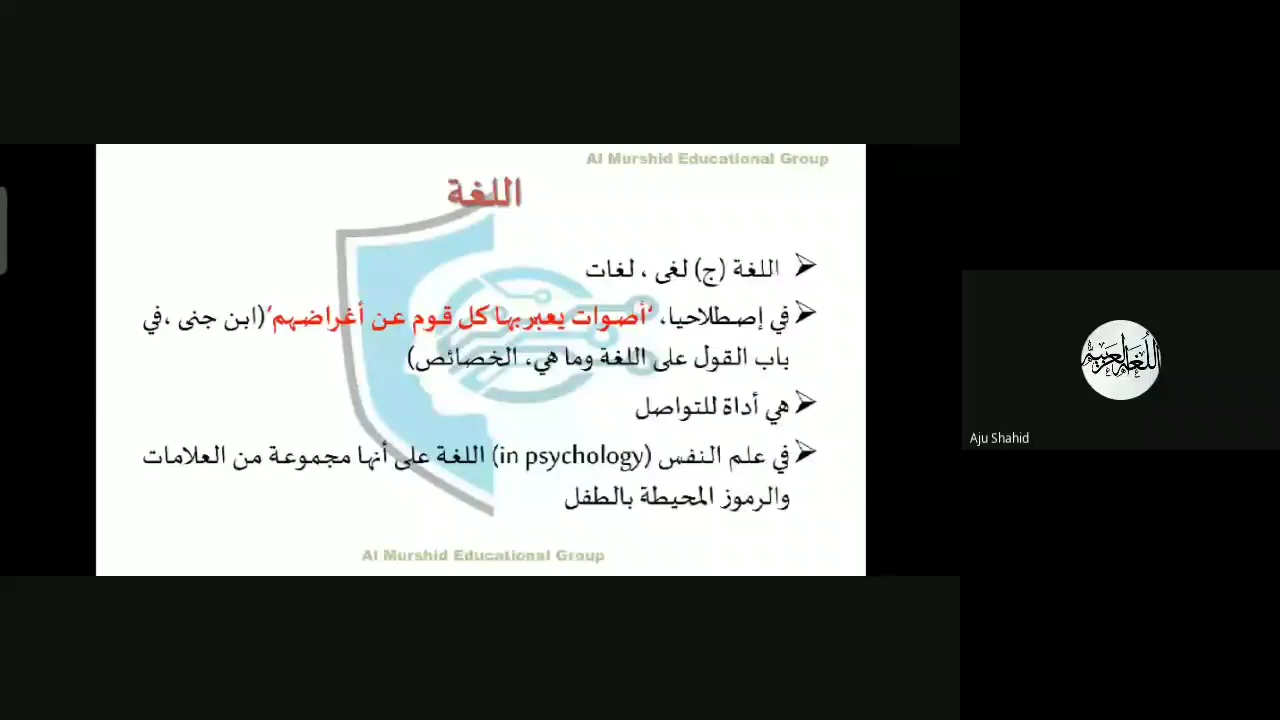 Al Murshid Educational Group
اللغة
اللغة (ج) لغى ، لغات
في إصطلاحيا، ‘أصوات يعبر بها كل قوم عن أغراضهم‘(ابن جنى ،في
باب القول على اللغة وما هي، الخصائص)
هي أداة للتواصل
في علم النفس (in psychology) اللغة على أنها مجموعة من العلامات
والرموز المحيطة بالطفل
Al Murshid Educational Group
اللغة العربية
Aju Shahid